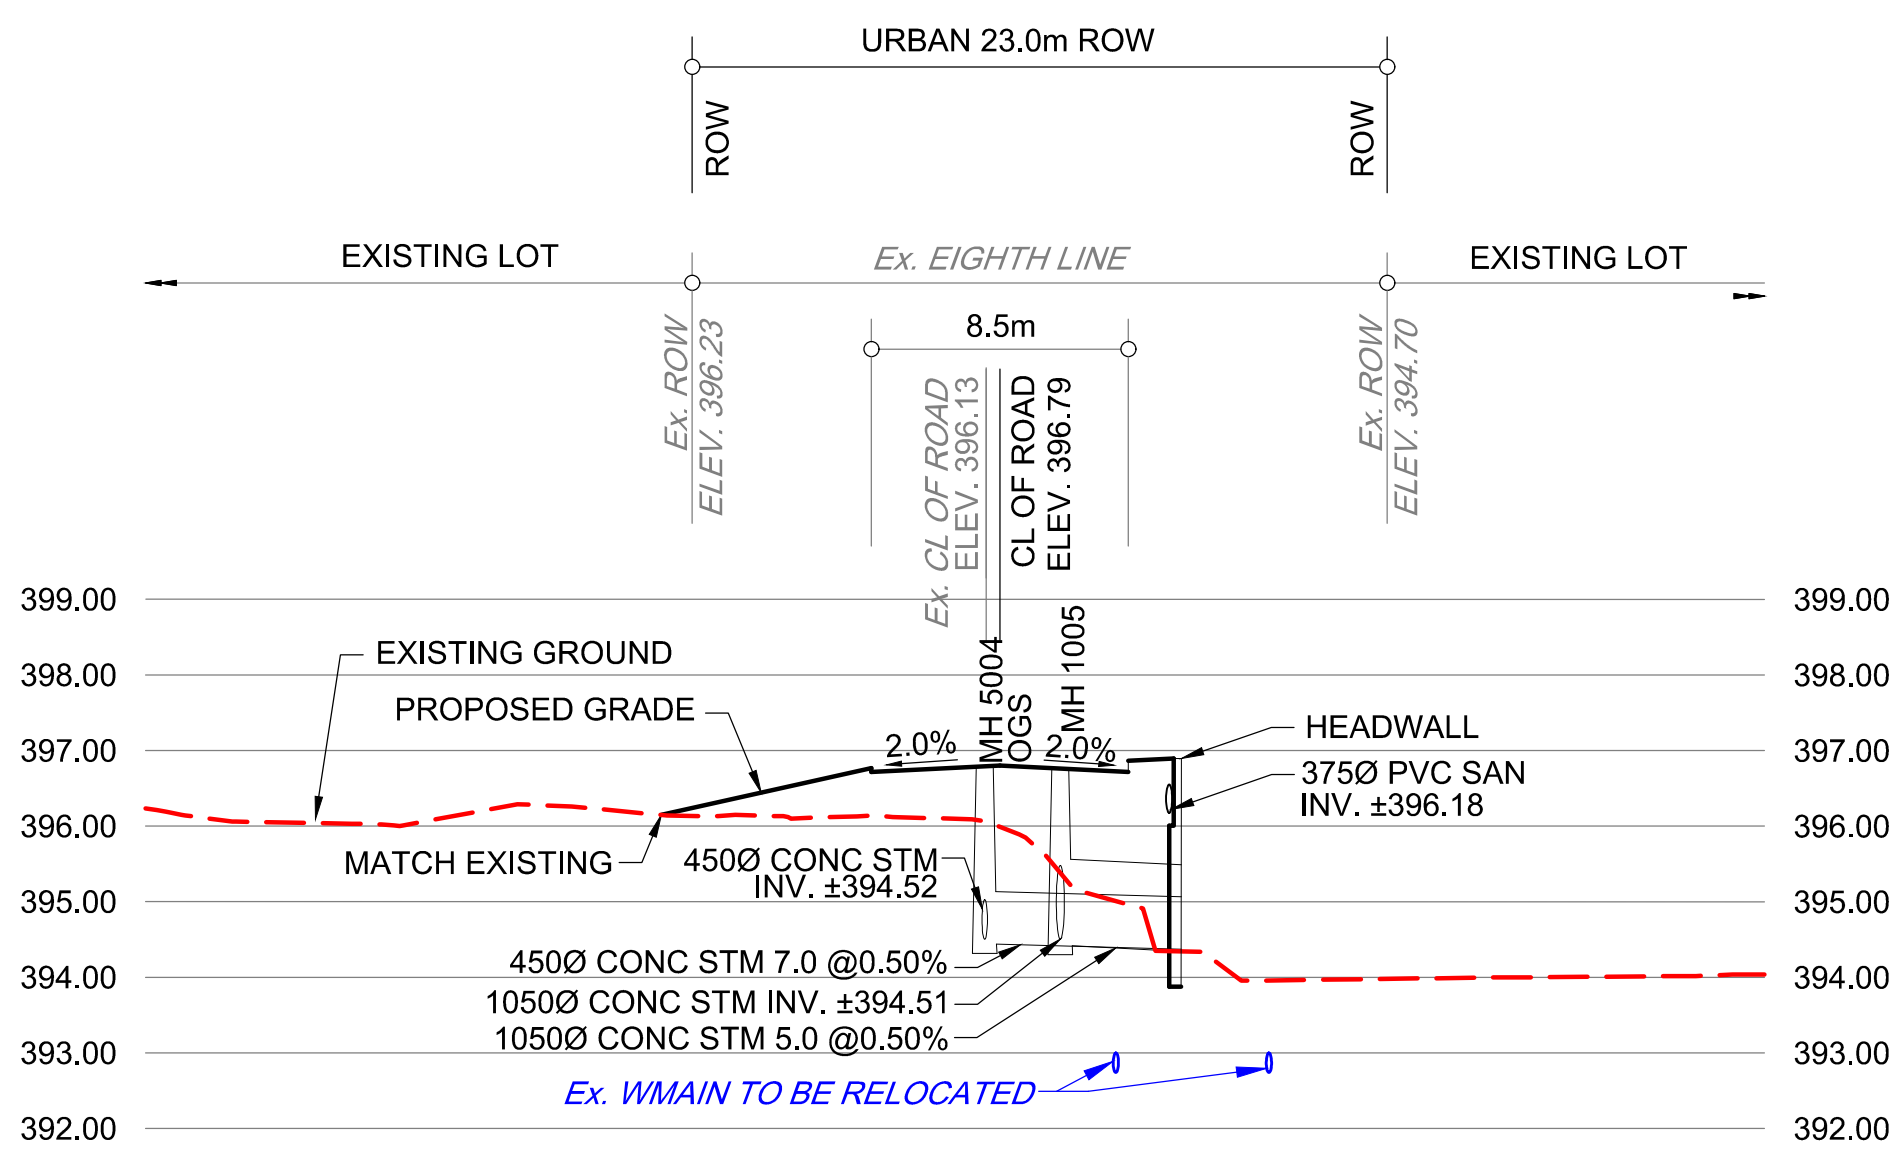 URBAN 23.0m ROW
ROW
ROW
EXISTING LOT
Ex. EIGHTH LINE
EXISTING LOT
8.5m
Ex. ROW
ELEV. 396.23
Ex. CL OF ROAD
ELEV. 396.13
CL OF ROAD
ELEV. 396.79
Ex. ROW
ELEV. 394.70
399.00
399.00
398.00
398.00
397.00
397.00
396.00
396.00
395.00
395.00
394.00
394.00
393.00
393.00
392.00
392.00
EXISTING GROUND
PROPOSED GRADE
MH 5004
OGS
MH 1005
2.0%
2.0%
HEADWALL
375Ø PVC SAN
INV. ±396.18
MATCH EXISTING
450Ø CONC STM
INV. ±394.52
450Ø CONC STM 7.0 @0.50%
1050Ø CONC STM INV. ±394.51
1050Ø CONC STM 5.0 @0.50%
Ex. WMAIN TO BE RELOCATED